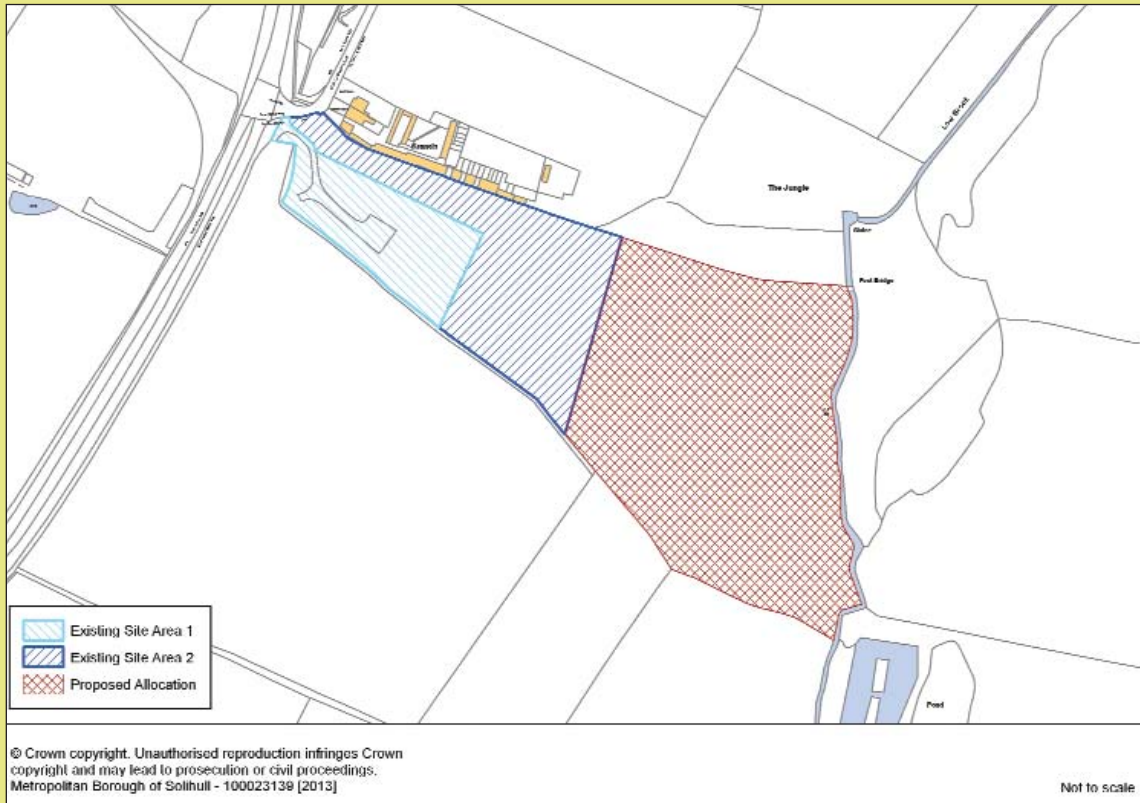 Low Brook
Kennels
The Jungle
Sluice
Foot Bridge
Existing Site Area 1
Existing Site Area 2
Proposed Allocation
Pond
© Crown copyright. Unauthorised reproduction infringes Crown
copyright and may lead to prosecution or civil proceedings.
Metropolitan Borough of Solihull - 100023139 [2013]
Not to scale